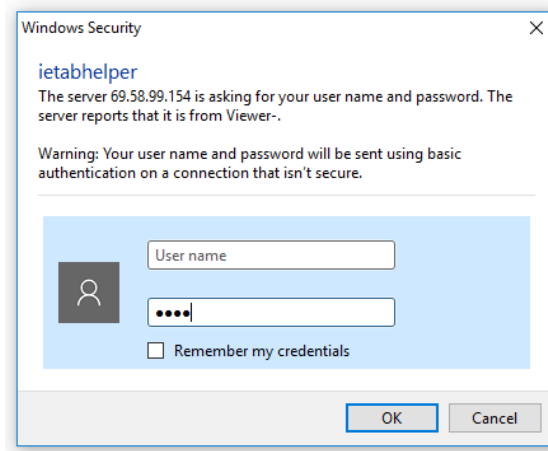 Windows Security
ietabhelper
The server 69.58.99.154 is asking for your user name and password. The
server reports that it is from Viewer-.
Warning: Your user name and password will be sent using basic
authentication on a connection that isn't secure.
User name
••••
Remember my credentials
OK
Cancel